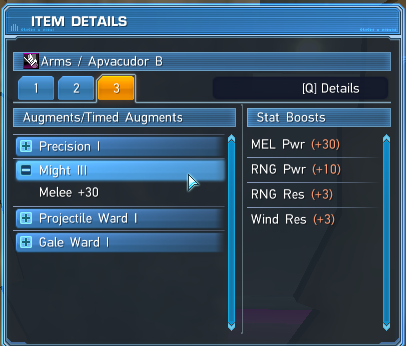 ITEM DETAILS
Arms / Apvacudor B
1 2 3 [Q] Details
Augments/Timed Augments
Precision I
Might III
Melee +30
Projectile Ward I
Gale Ward I
Stat Boosts
MEL Pwr (+30)
RNG Pwr (+10)
RNG Res (+3)
Wind Res (+3)